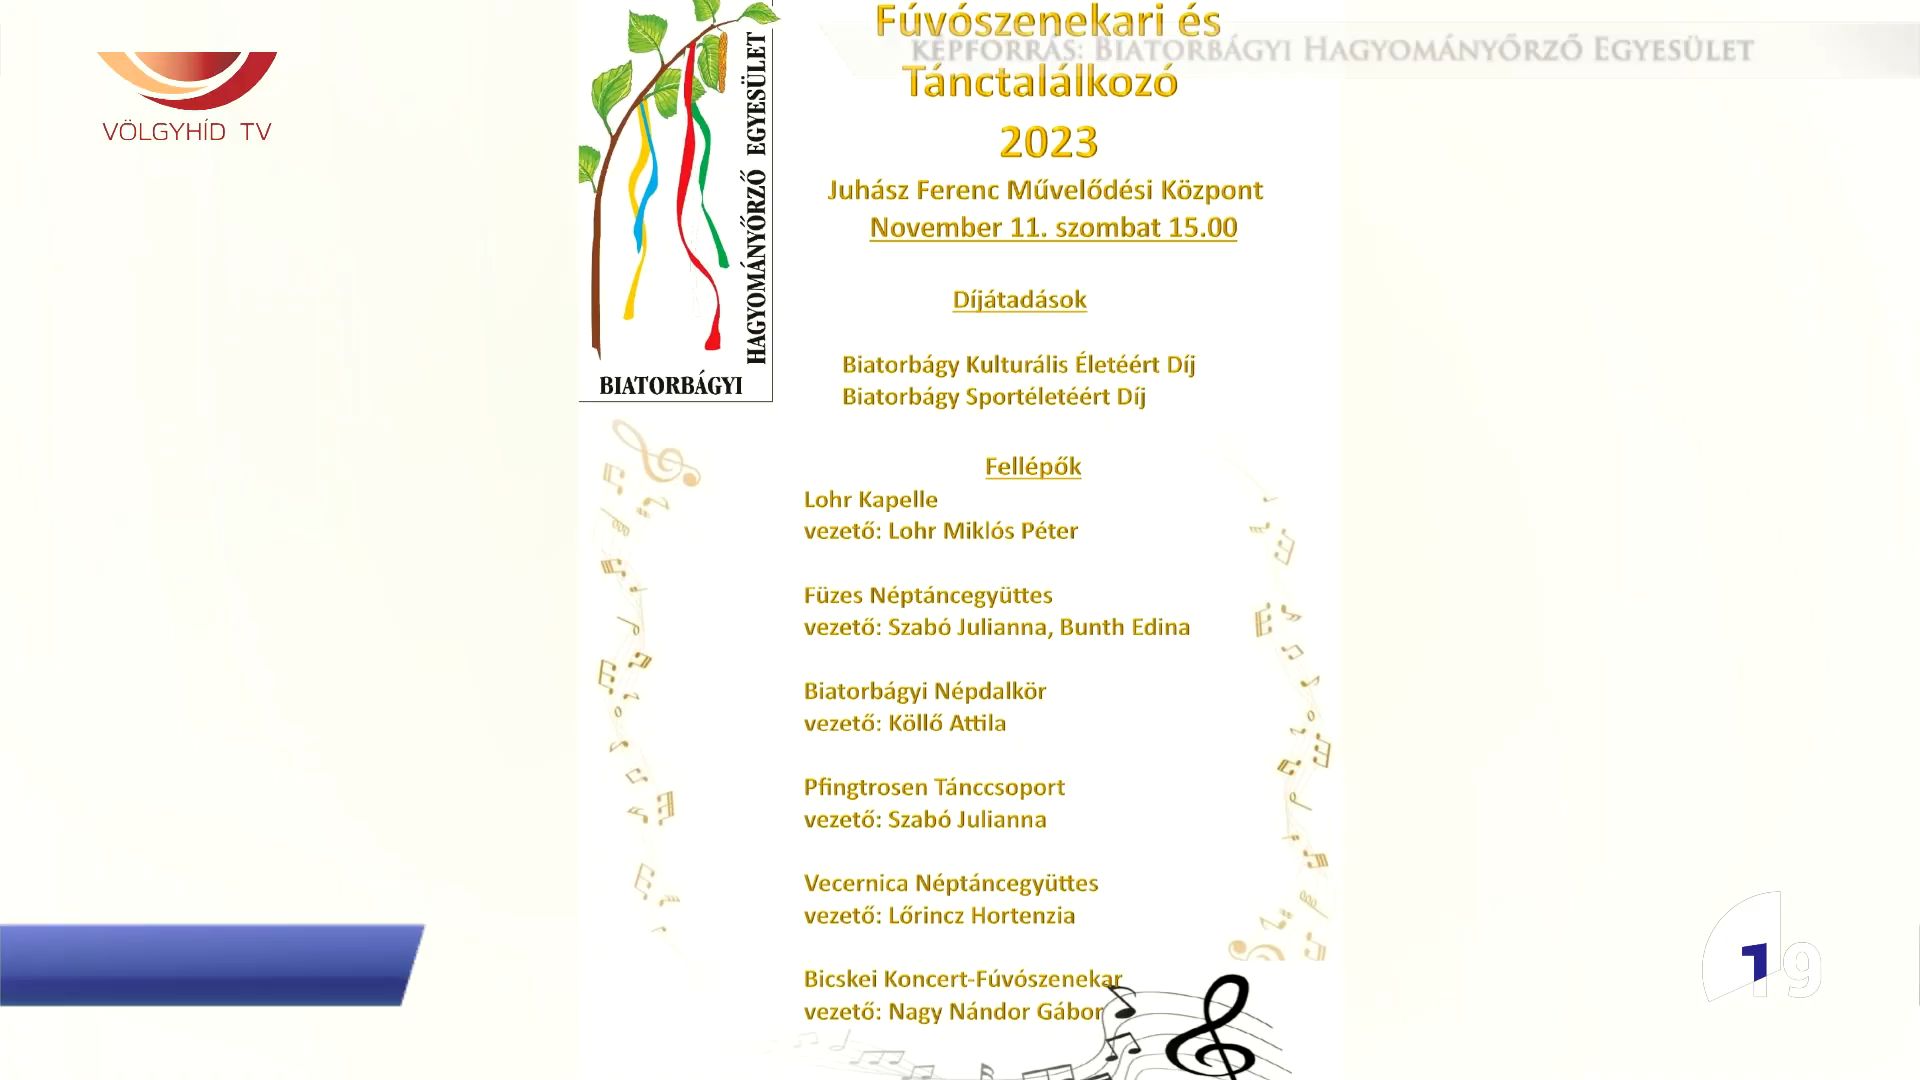 VÖLGYHÍD TV
KÉPFORRÁS: BIATORBÁGYI HAGYOMÁNYŐRZŐ EGYESÜLET
BIATORBÁGYI
HAGYOMÁNYŐRZŐ EGYESÜLET
Fúvószenekari és
Tánctalálkozó
2023
Juhász Ferenc Művelődési Központ
November 11. szombat 15.00
Díjátadások
Biatorbágy Kulturális Életéért Díj
Biatorbágy Sportéletéért Díj
Fellépők
Lohr Kapelle
vezető: Lohr Miklós Péter
Füzes Néptáncegyüttes
vezető: Szabó Julianna, Bunth Edina
Biatorbágyi Népdalkör
vezető: Köllő Attila
Pfingtrosen Tánccsoport
vezető: Szabó Julianna
Vecernica Néptáncegyüttes
vezető: Lőrincz Hortenzia
Bicskei Koncert-Fúvószenekar
vezető: Nagy Nándor Gábor
19